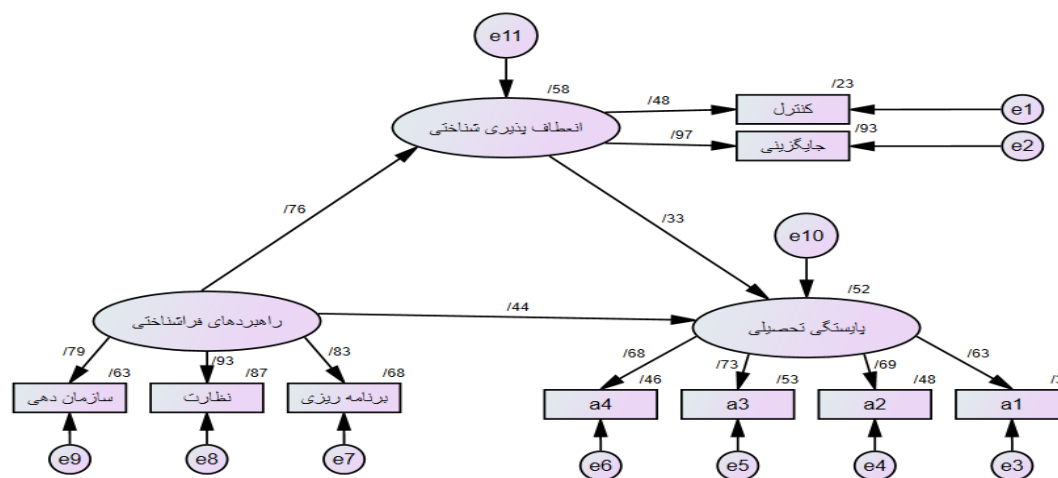 e11
/58
انعطاف پذیری شناختی
/48
/23
کنترل
e1
/97
/93
جایگزینی
e2
/76
/33
e10
/52
راهبردهای فراشناختی
/44
پایستگی تحصیلی
/79
/63
سازمان دهی
/93
/87
نظارت
/83
/68
برنامه ریزی
/68
/46
a4
/73
/53
a3
/69
/48
a2
/63
a1
e9
e8
e7
e6
e5
e4
e3